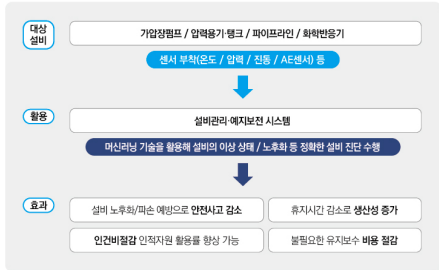 대상
설비
가압장펌프 / 압력용기·탱크 / 파이프라인 / 화학반응기
센서 부착(온도 / 압력 / 진동 / AE센서) 등
활용
설비관리·예지보전 시스템
머신러닝 기술을 활용해 설비의 이상 상태 / 노후화 등 정확한 설비 진단 수행
효과
설비 노후화/파손 예방으로 안전사고 감소
휴지시간 감소로 생산성 증가
인건비절감 인적자원 활용률 향상 가능
불필요한 유지보수 비용 절감